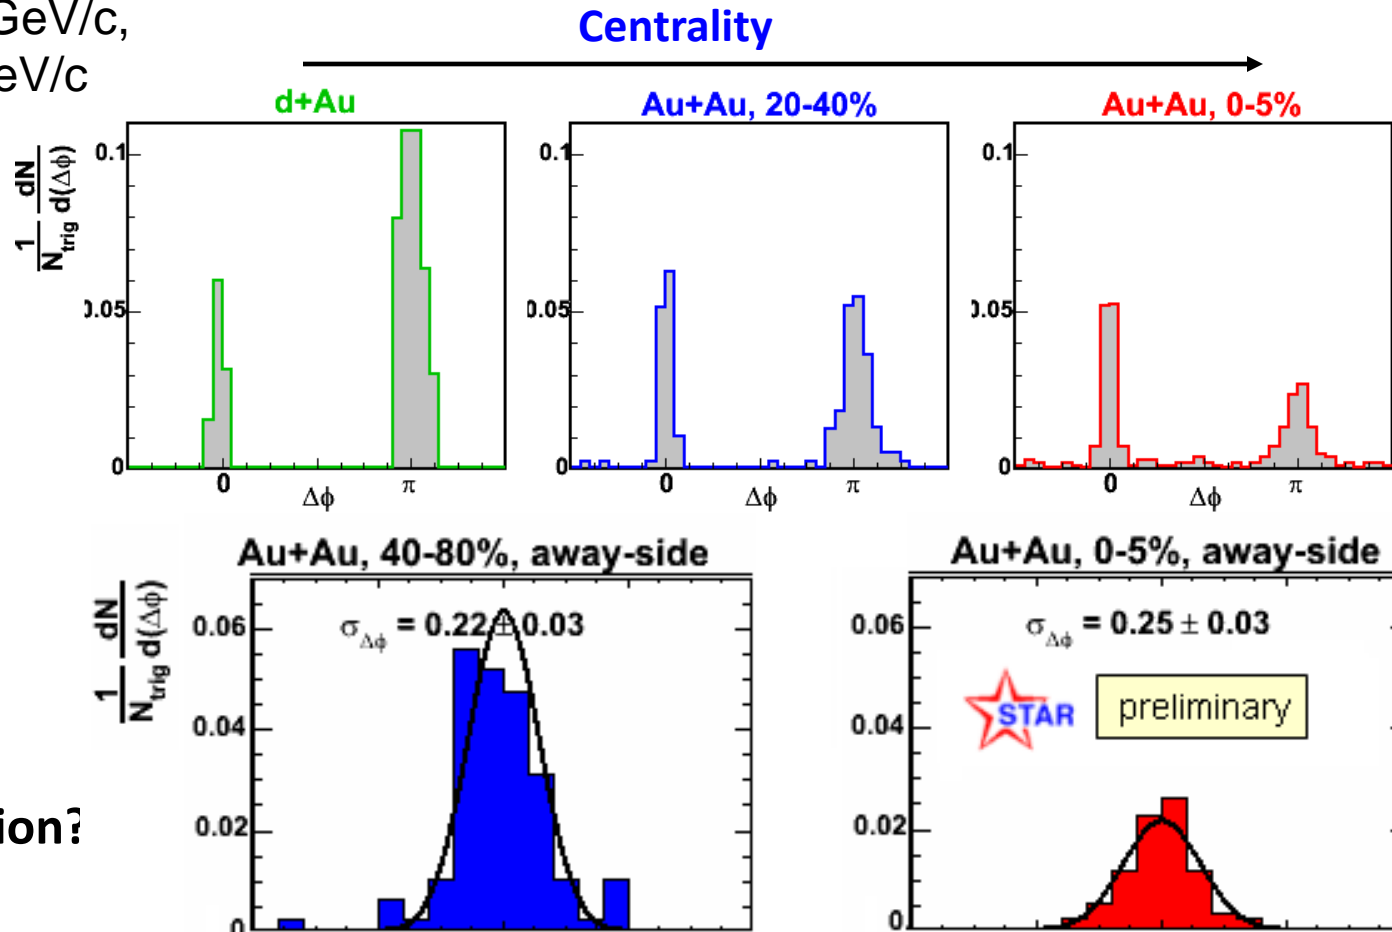 GeV/c,
eV/c
Centrality
d+Au
Au+Au, 20-40%
Au+Au, 0-5%
1/N_trig dN/d(Δφ)
0.1
0.05
0
0
Δφ
π
0.1
0.05
0
0
Δφ
π
0.1
0.05
0
0
Δφ
π
Au+Au, 40-80%, away-side
1/N_trig dN/d(Δφ)
σ_Δφ = 0.22 ± 0.03
0.06
0.04
0.02
0
Au+Au, 0-5%, away-side
σ_Δφ = 0.25 ± 0.03
STAR
preliminary
0.06
0.04
0.02
0
ion?